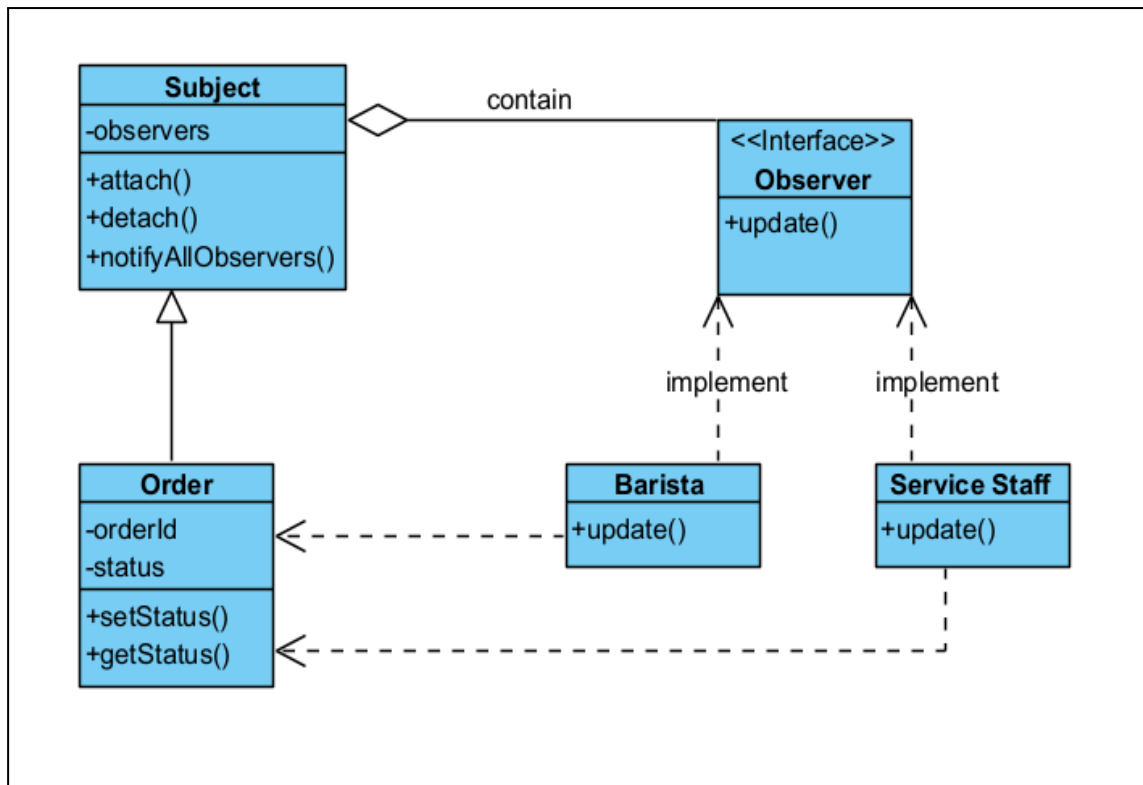 Subject
-observers
+attach()
+detach()
+notifyAllObservers()
contain
<<Interface>>
Observer
+update()
implement
implement
Order
-orderId
-status
+setStatus()
+getStatus()
Barista
+update()
Service Staff
+update()